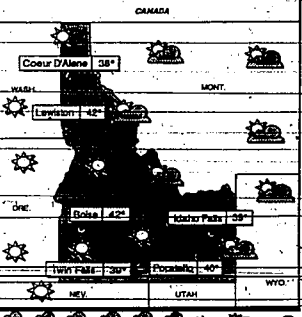 CANADA
Coeur D'Alene 38°
WASH.
MONT.
Lewiston 42°
ORE.
Boise 42°
Idaho Falls 39°
Twin Falls
Pocatello 40°
WYO.
NEV.
UTAH